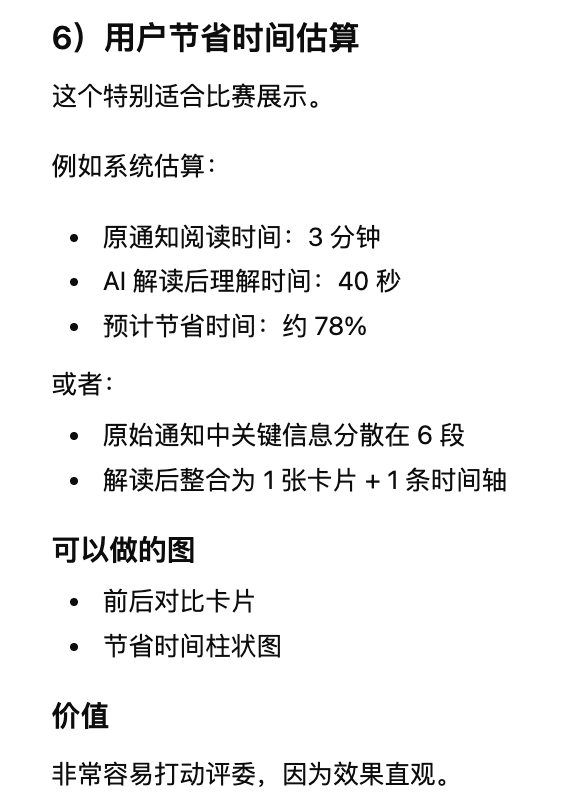 6）用户节省时间估算
这个特别适合比赛展示。
例如系统估算：
• 原通知阅读时间：3 分钟
• AI 解读后理解时间：40 秒
• 预计节省时间：约 78%
或者：
• 原始通知中关键信息分散在 6 段
• 解读后整合为 1 张卡片 + 1 条时间轴
可以做的图
• 前后对比卡片
• 节省时间柱状图
价值
非常容易打动评委，因为效果直观。